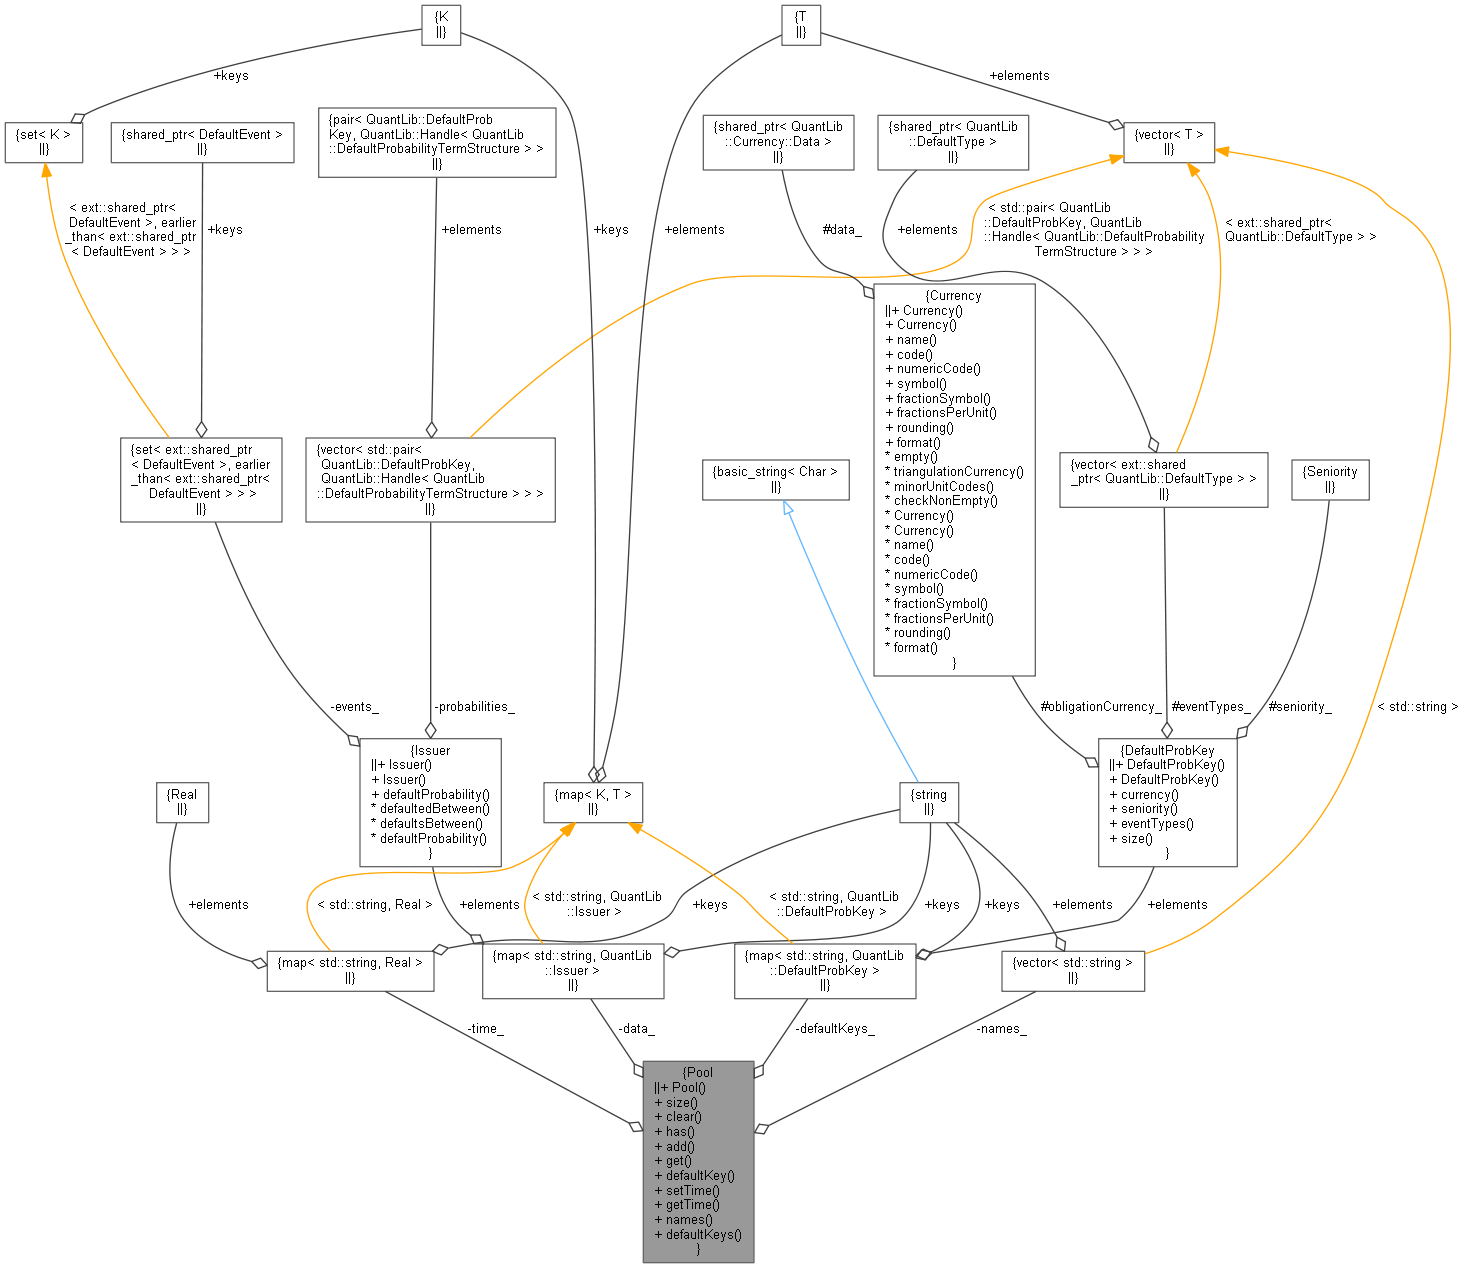 {K
||}
{T
||}
+keys
+elements
{set< K >
||}
{shared_ptr< DefaultEvent >
||}
{pair< QuantLib::DefaultProb
Key, QuantLib::Handle< QuantLib
::DefaultProbabilityTermStructure > >
||}
{shared_ptr< QuantLib
::Currency::Data >
||}
{shared_ptr< QuantLib
::DefaultType >
||}
{vector< T >
||}
< ext::shared_ptr<
DefaultEvent >, earlier
_than< ext::shared_ptr
< DefaultEvent > > >
+keys
+elements
+keys
+elements
#data_
+elements
< std::pair< QuantLib
::DefaultProbKey, QuantLib
::Handle< QuantLib::DefaultProbability
TermStructure > > >
< ext::shared_ptr<
QuantLib::DefaultType > >
{Currency
||+ Currency()
+ Currency()
+ name()
+ code()
+ numericCode()
+ symbol()
+ fractionSymbol()
+ fractionsPerUnit()
+ rounding()
+ format()
* empty()
* triangulationCurrency()
* minorUnitCodes()
* checkNonEmpty()
* Currency()
* Currency()
* name()
* code()
* numericCode()
* symbol()
* fractionSymbol()
* fractionsPerUnit()
* rounding()
* format()
}
{set< ext::shared_ptr
< DefaultEvent >, earlier
_than< ext::shared_ptr<
DefaultEvent > > >
||}
{vector< std::pair<
QuantLib::DefaultProbKey,
QuantLib::Handle< QuantLib
::DefaultProbabilityTermStructure > > >
||}
{basic_string< Char >
||}
{vector< ext::shared
_ptr< QuantLib::DefaultType > >
||}
{Seniority
||}
-events_
-probabilities_
#obligationCurrency_
#eventTypes_
#seniority_
< std::string >
{Real
||}
{Issuer
||+ Issuer()
+ Issuer()
+ defaultProbability()
* defaultedBetween()
* defaultsBetween()
* defaultProbability()
}
{map< K, T >
||}
{string
||}
{DefaultProbKey
||+ DefaultProbKey()
+ DefaultProbKey()
+ currency()
+ seniority()
+ eventTypes()
+ size()
}
+elements
< std::string, Real >
+elements
< std::string, QuantLib
::Issuer >
+keys
< std::string, QuantLib
::DefaultProbKey >
+keys
+keys
+elements
+elements
{map< std::string, Real >
||}
{map< std::string, QuantLib
::Issuer >
||}
{map< std::string, QuantLib
::DefaultProbKey >
||}
{vector< std::string >
||}
-time_
-data_
-defaultKeys_
-names_
{Pool
||+ Pool()
+ size()
+ clear()
+ has()
+ add()
+ get()
+ defaultKey()
+ setTime()
+ getTime()
+ names()
+ defaultKeys()
}